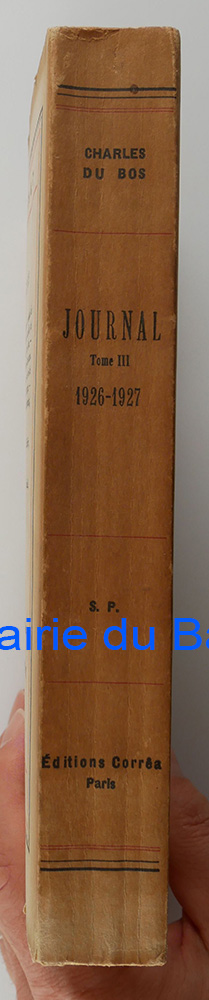 CHARLES
DU BOS
JOURNAL
Tome III
1926-1927
S. P.
airie du Ba
Éditions Corrêa
Paris